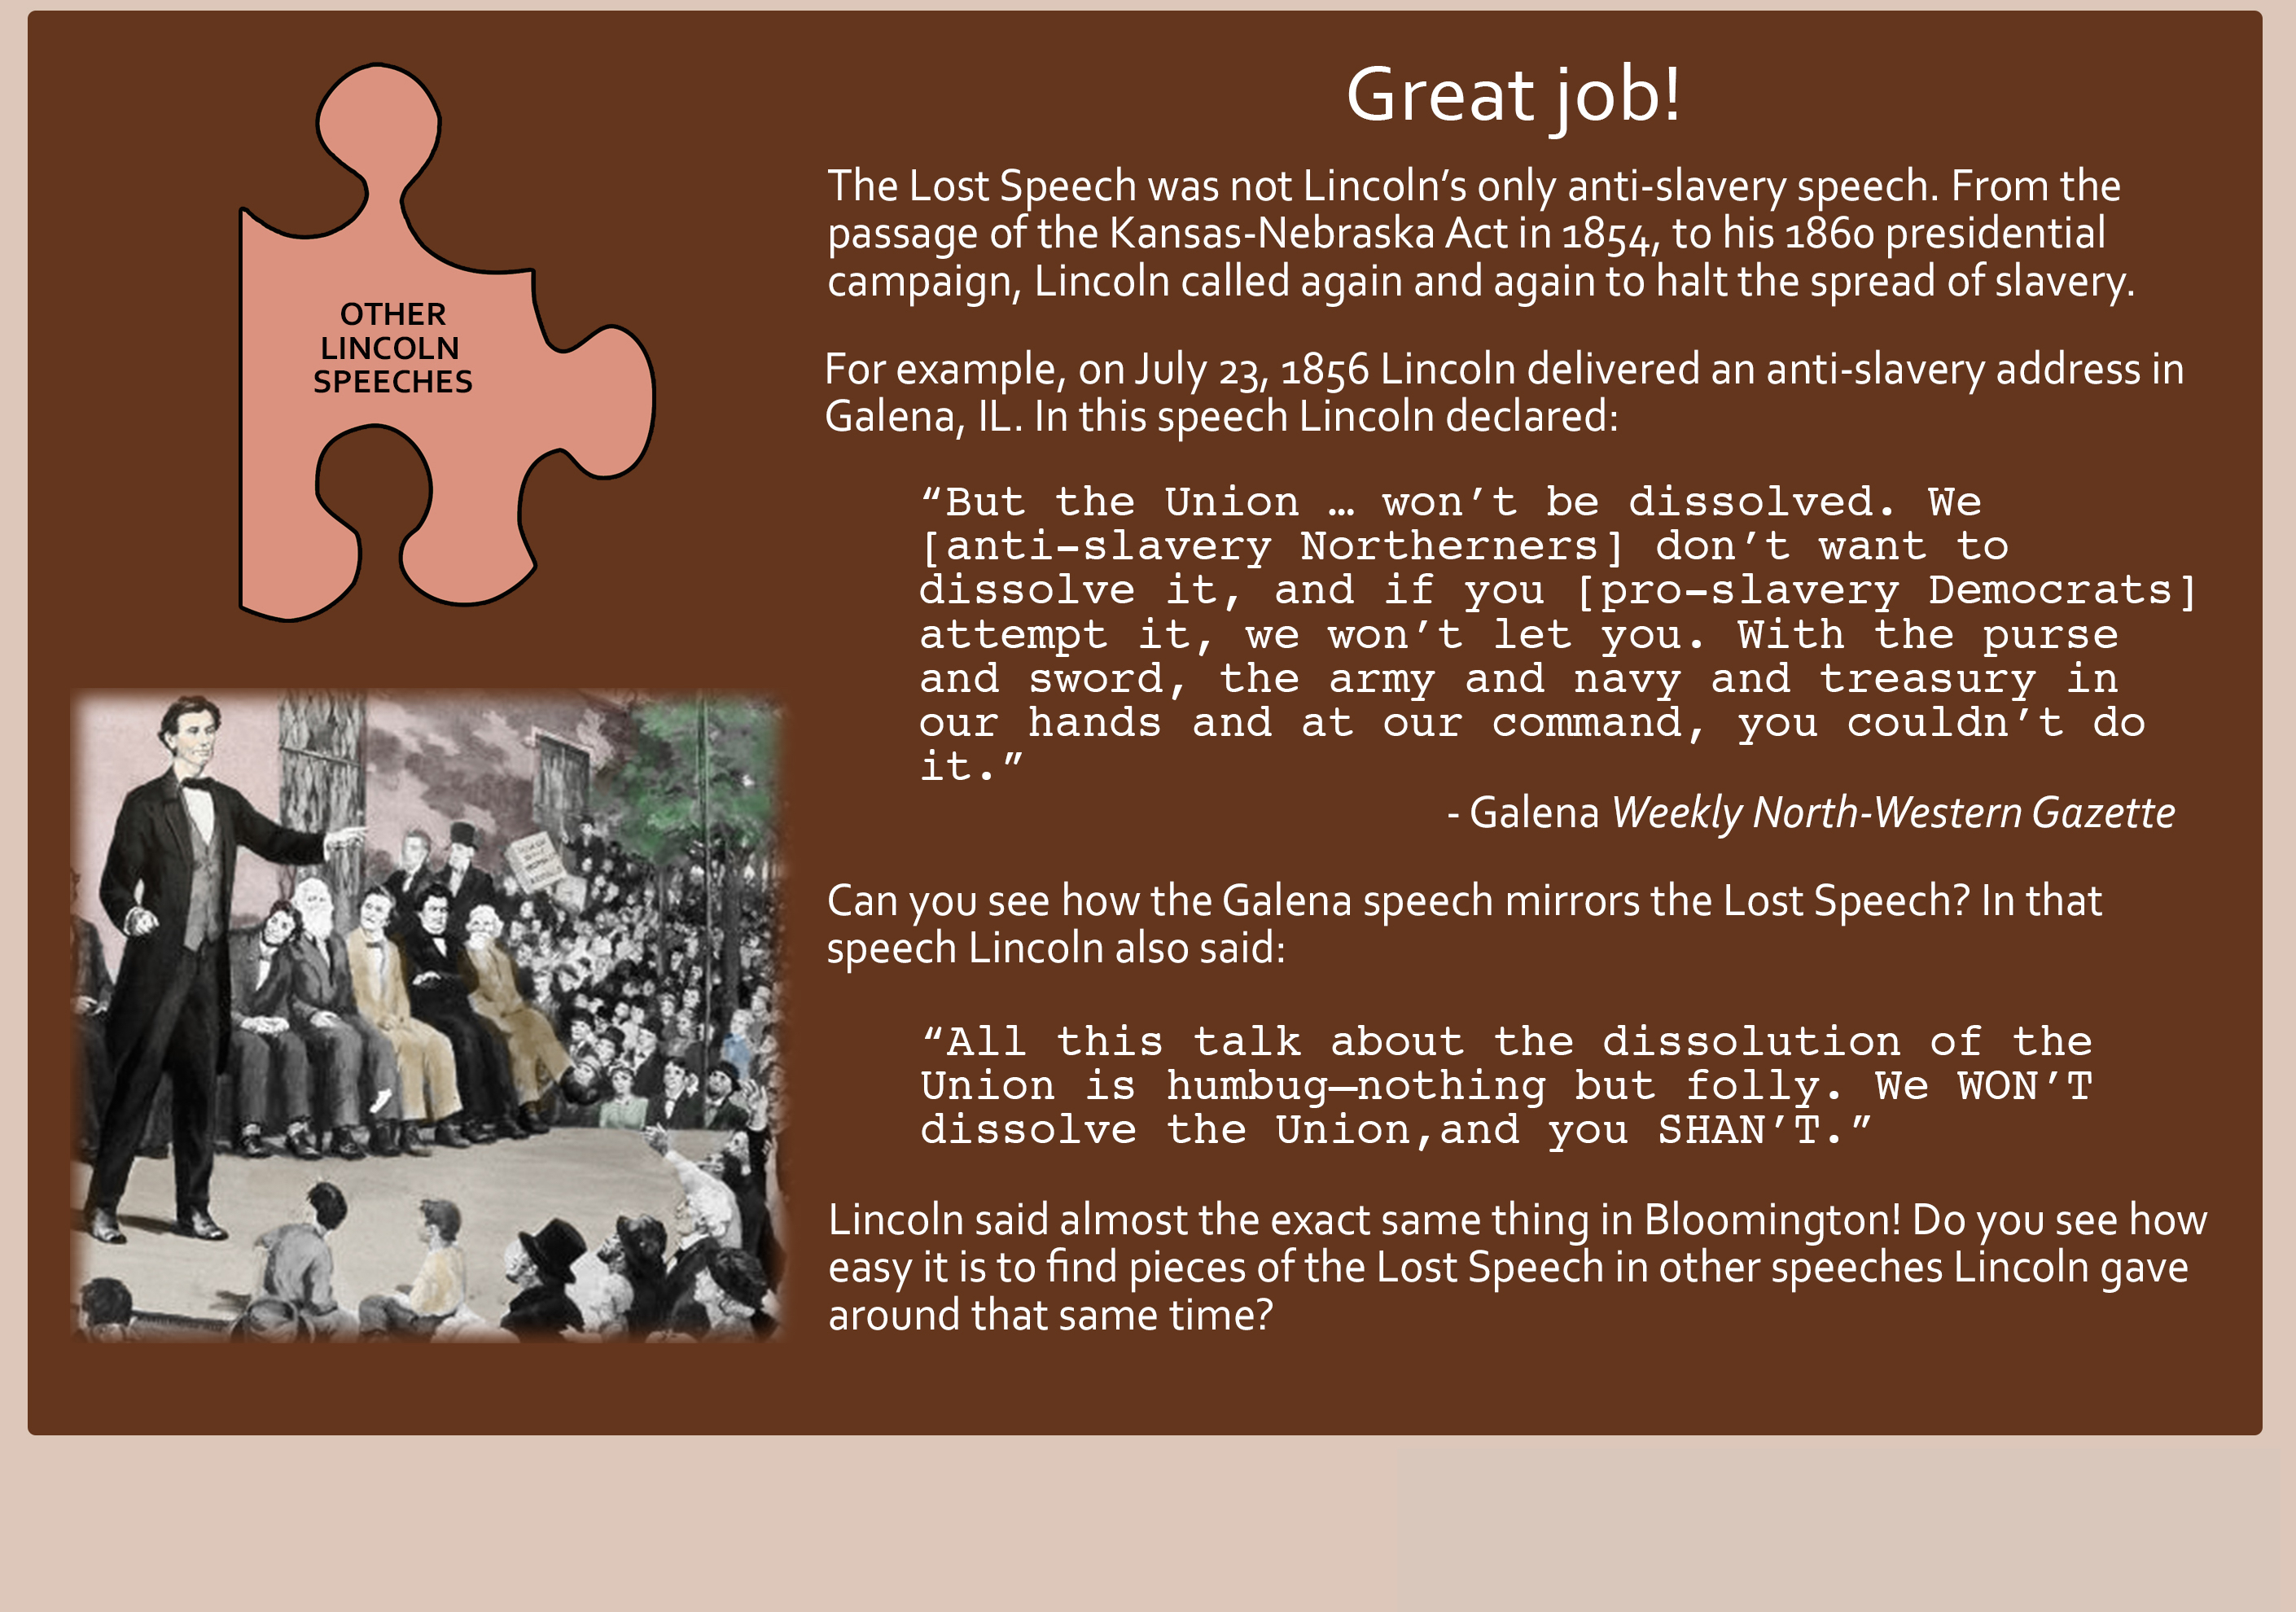 OTHER
LINCOLN
SPEECHES
Great job!
The Lost Speech was not Lincoln’s only anti-slavery speech. From the
passage of the Kansas-Nebraska Act in 1854, to his 1860 presidential
campaign, Lincoln called again and again to halt the spread of slavery.
For example, on July 23, 1856 Lincoln delivered an anti-slavery address in
Galena, IL. In this speech Lincoln declared:
“But the Union … won’t be dissolved. We
[anti-slavery Northerners] don’t want to
dissolve it, and if you [pro-slavery Democrats]
attempt it, we won’t let you. With the purse
and sword, the army and navy and treasury in
our hands and at our command, you couldn’t do
it.”
- Galena Weekly North-Western Gazette
Can you see how the Galena speech mirrors the Lost Speech? In that
speech Lincoln also said:
“All this talk about the dissolution of the
Union is humbug—nothing but folly. We WON’T
dissolve the Union,and you SHAN’T.”
Lincoln said almost the exact same thing in Bloomington! Do you see how
easy it is to find pieces of the Lost Speech in other speeches Lincoln gave
around that same time?